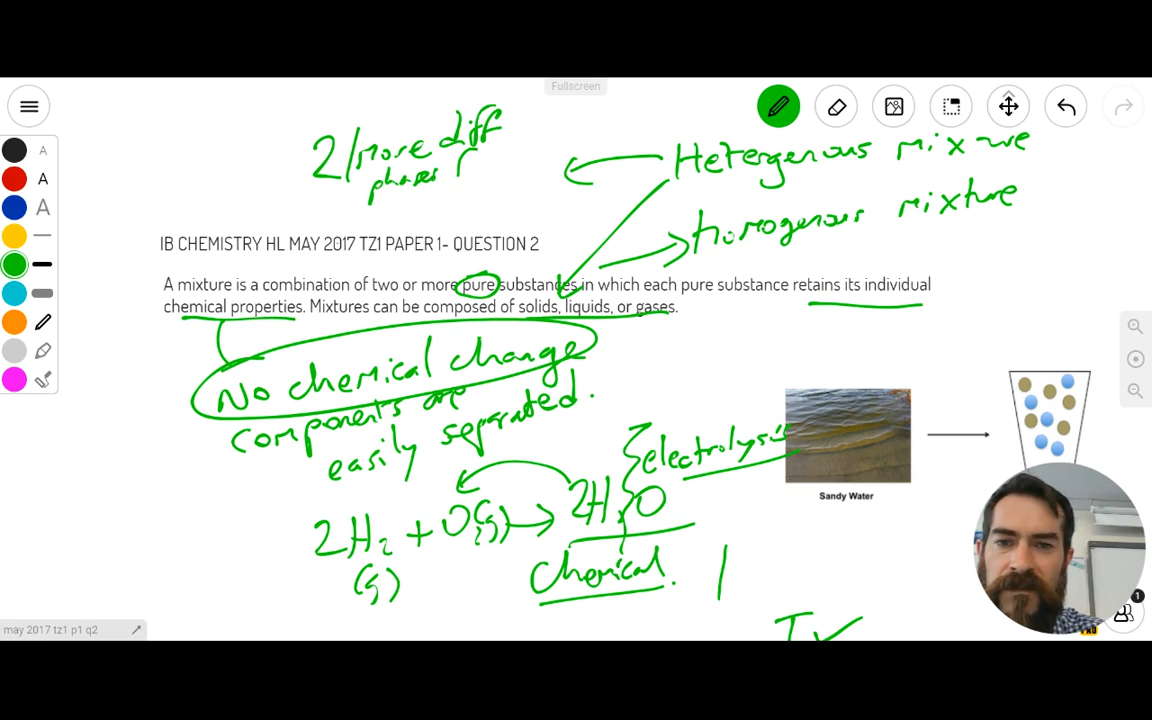 Fullscreen
2/more diff
phases
Hetergenous mixture
homogenous mixture
A
A
A
IB CHEMISTRY HL MAY 2017 TZ1 PAPER 1- QUESTION 2
A mixture is a combination of two or more pure substances in which each pure substance retains its individual
chemical properties. Mixtures can be composed of solids, liquids, or gases.
No chemical change
components are
easily separated.
electrolysis
2H2 + O(g) → 2H2O
(g)
Chemical.
Sandy Water
I ✓
1
PRO
may 2017 tz1 p1 q2